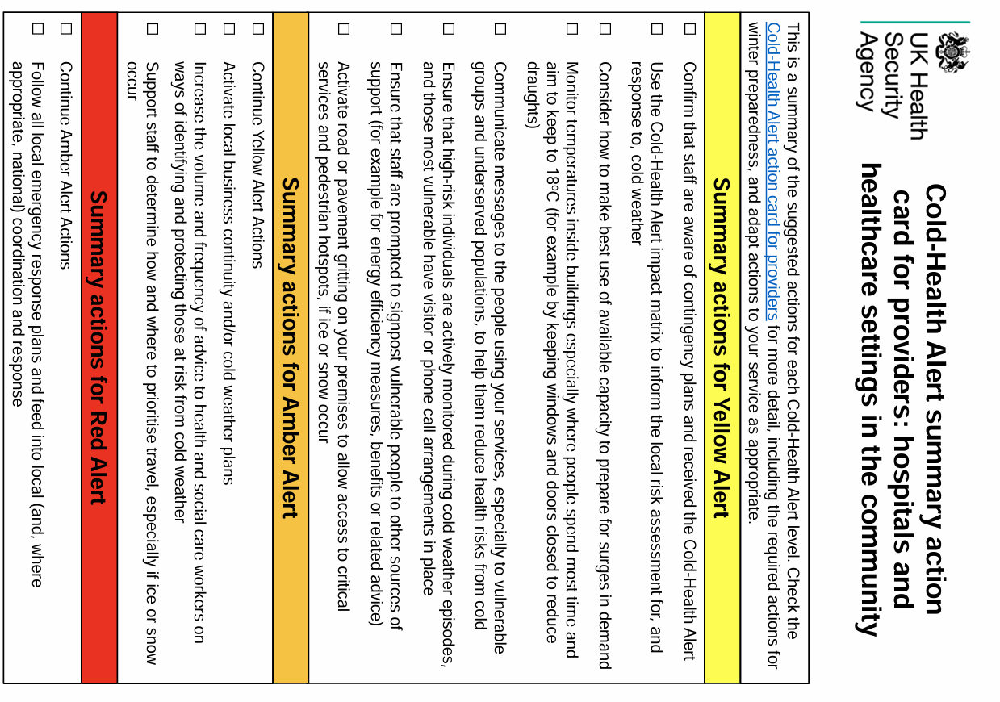 UK Health
Security
Agency
Cold-Health Alert summary action
card for providers: hospitals and
healthcare settings in the community
This is a summary of the suggested actions for each Cold-Health Alert level. Check the
Cold-Health Alert action card for providers for more detail, including the required actions for
winter preparedness, and adapt actions to your service as appropriate.
Summary actions for Yellow Alert
☐ Confirm that staff are aware of contingency plans and received the Cold-Health Alert
☐ Use the Cold-Health Alert impact matrix to inform the local risk assessment for, and
response to, cold weather
☐ Consider how to make best use of available capacity to prepare for surges in demand
☐ Monitor temperatures inside buildings especially where people spend most time and
aim to keep to 18ºC (for example by keeping windows and doors closed to reduce
draughts)
☐ Communicate messages to the people using your services, especially to vulnerable
groups and underserved populations, to help them reduce health risks from cold
☐ Ensure that high-risk individuals are actively monitored during cold weather episodes,
and those most vulnerable have visitor or phone call arrangements in place
☐ Ensure that staff are prompted to signpost vulnerable people to other sources of
support (for example for energy efficiency measures, benefits or related advice)
☐ Activate road or pavement gritting on your premises to allow access to critical
services and pedestrian hotspots, if ice or snow occur
Summary actions for Amber Alert
☐ Continue Yellow Alert Actions
☐ Activate local business continuity and/or cold weather plans
☐ Increase the volume and frequency of advice to health and social care workers on
ways of identifying and protecting those at risk from cold weather
☐ Support staff to determine how and where to prioritise travel, especially if ice or snow
occur
Summary actions for Red Alert
☐ Continue Amber Alert Actions
☐ Follow all local emergency response plans and feed into local (and, where
appropriate, national) coordination and response